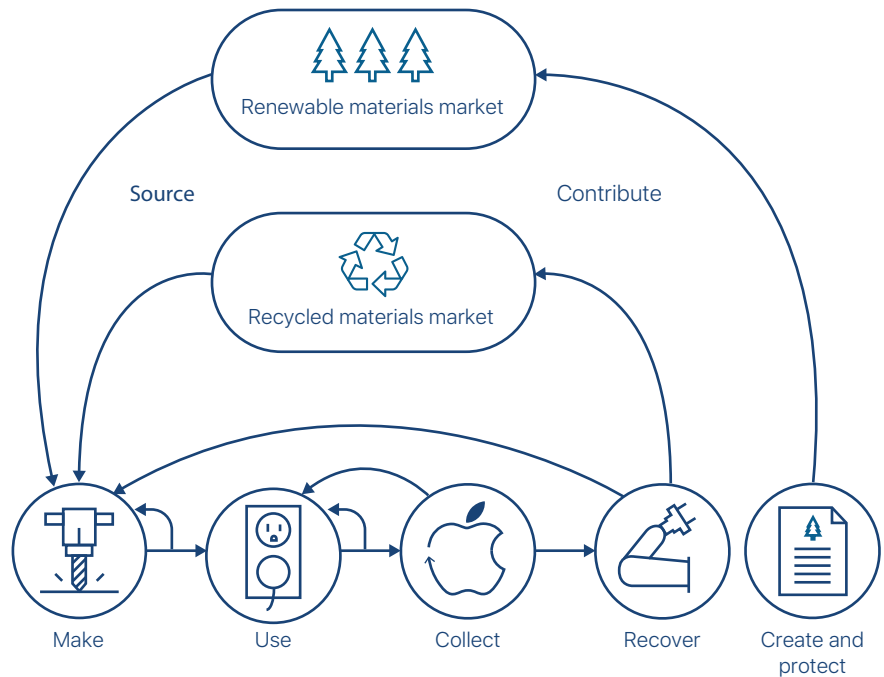 Renewable materials market
Source
Contribute
Recycled materials market
Make
Use
Collect
Recover
Create and
protect